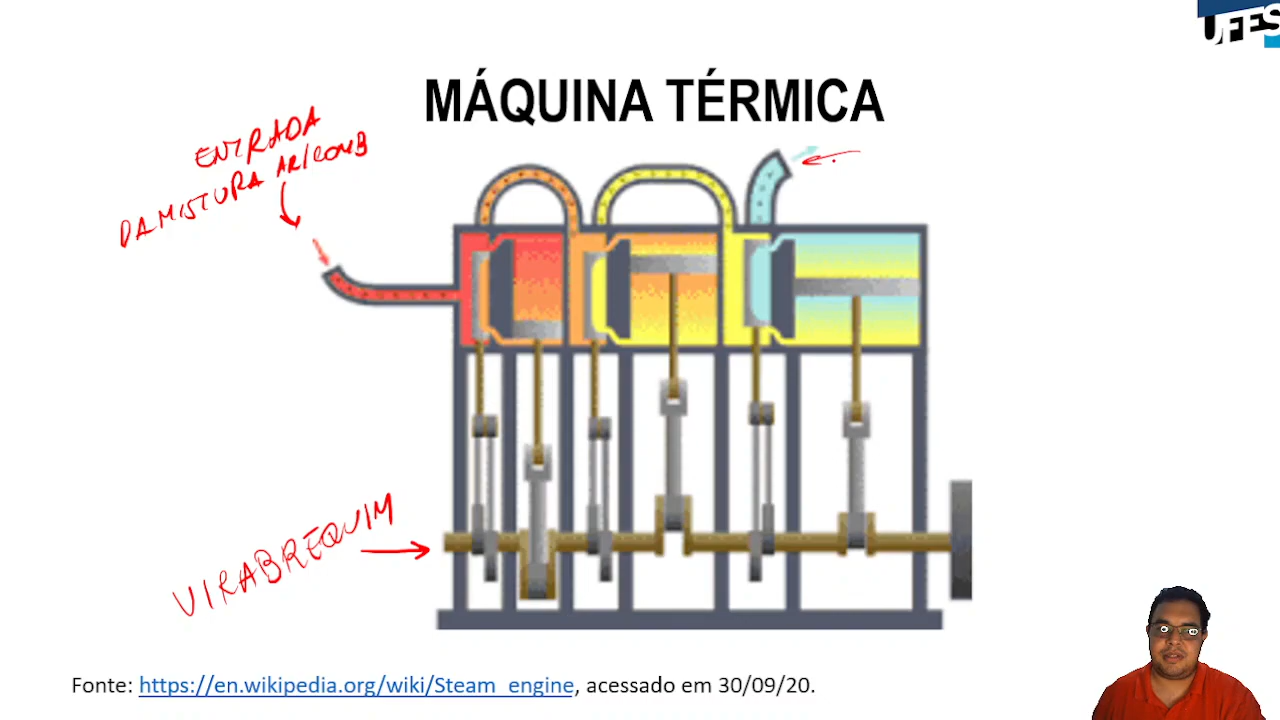 UFES
MÁQUINA TÉRMICA
ENTRADA
DA MISTURA AR/COMB
VIRABREQUIM
Fonte: https://en.wikipedia.org/wiki/Steam_engine, acessado em 30/09/20.